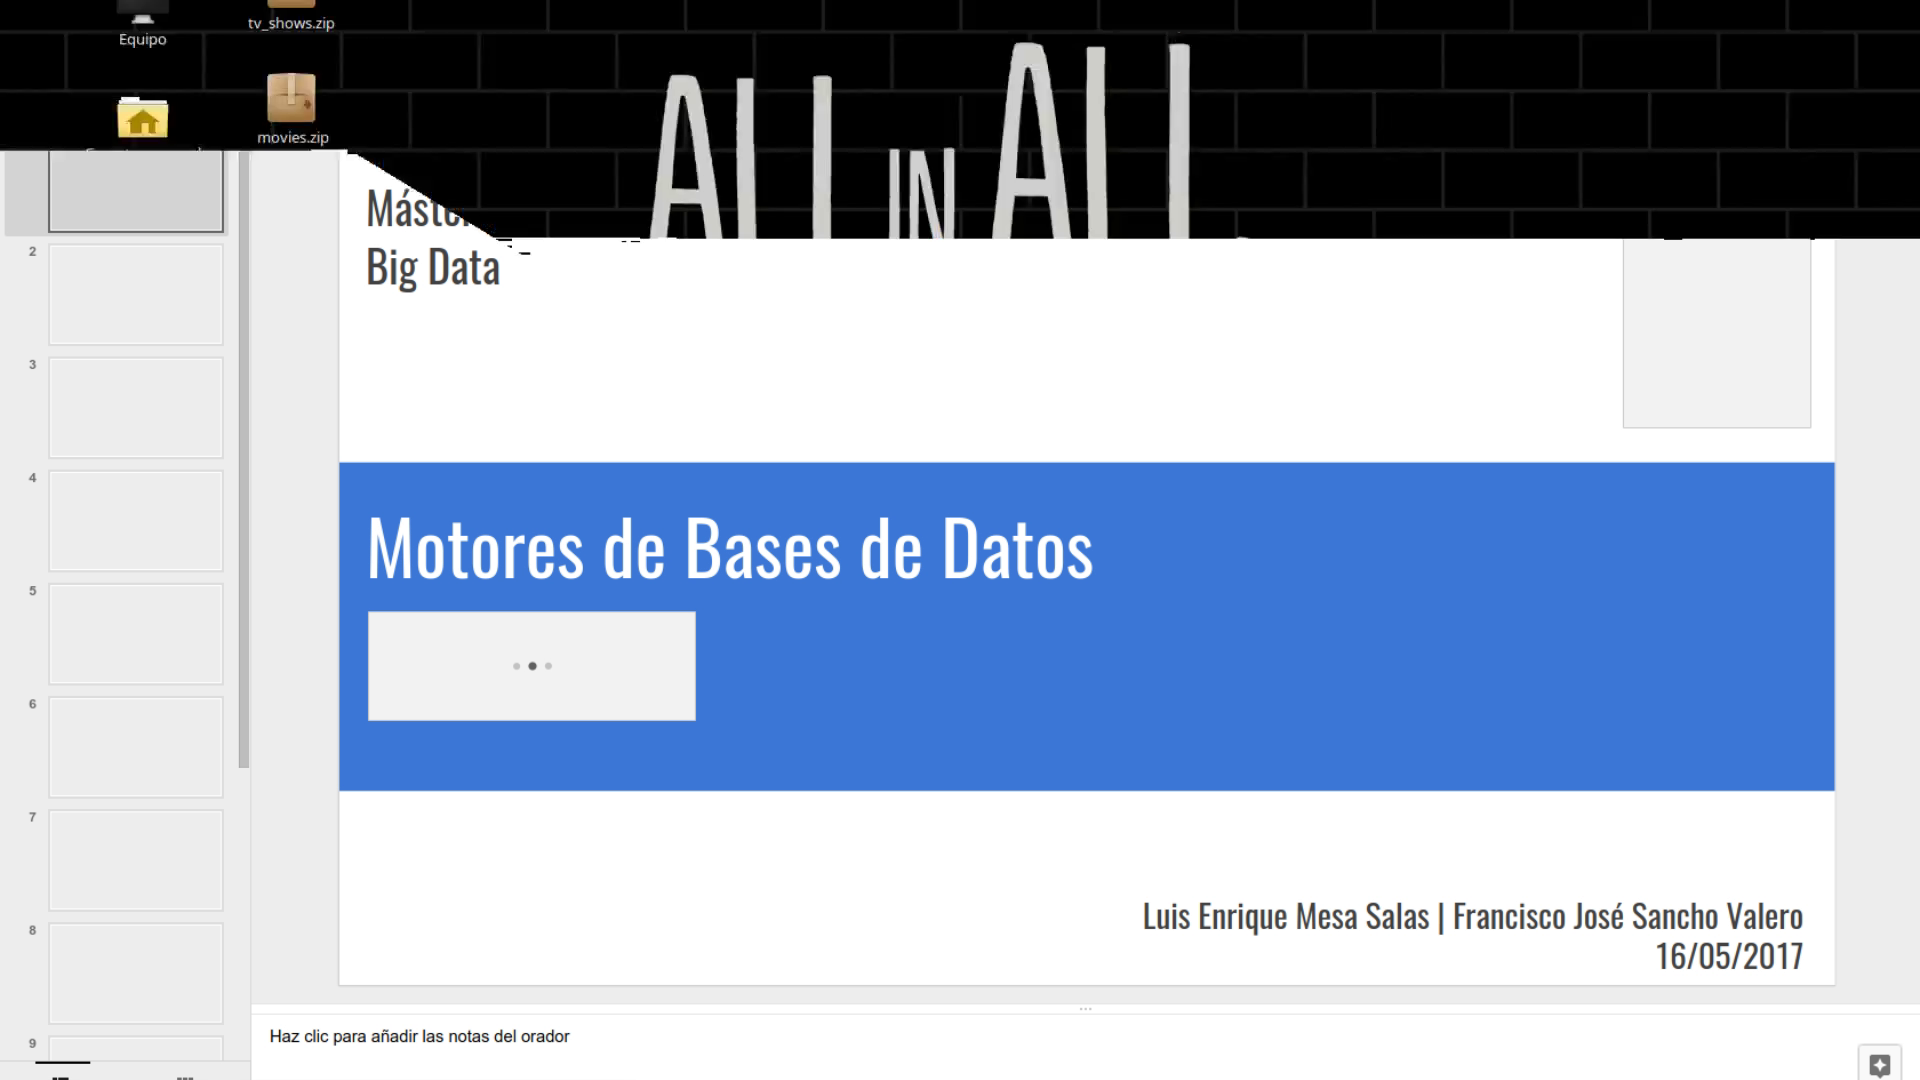 Equipo
tv_shows.zip
movies.zip
ALL IN ALL
Big Data
Motores de Bases de Datos
Luis Enrique Mesa Salas | Francisco José Sancho Valero
16/05/2017
2
3
4
5
6
7
8
9
Haz clic para añadir las notas del orador